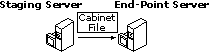 Staging Server
End-Point Server
Cabinet
File